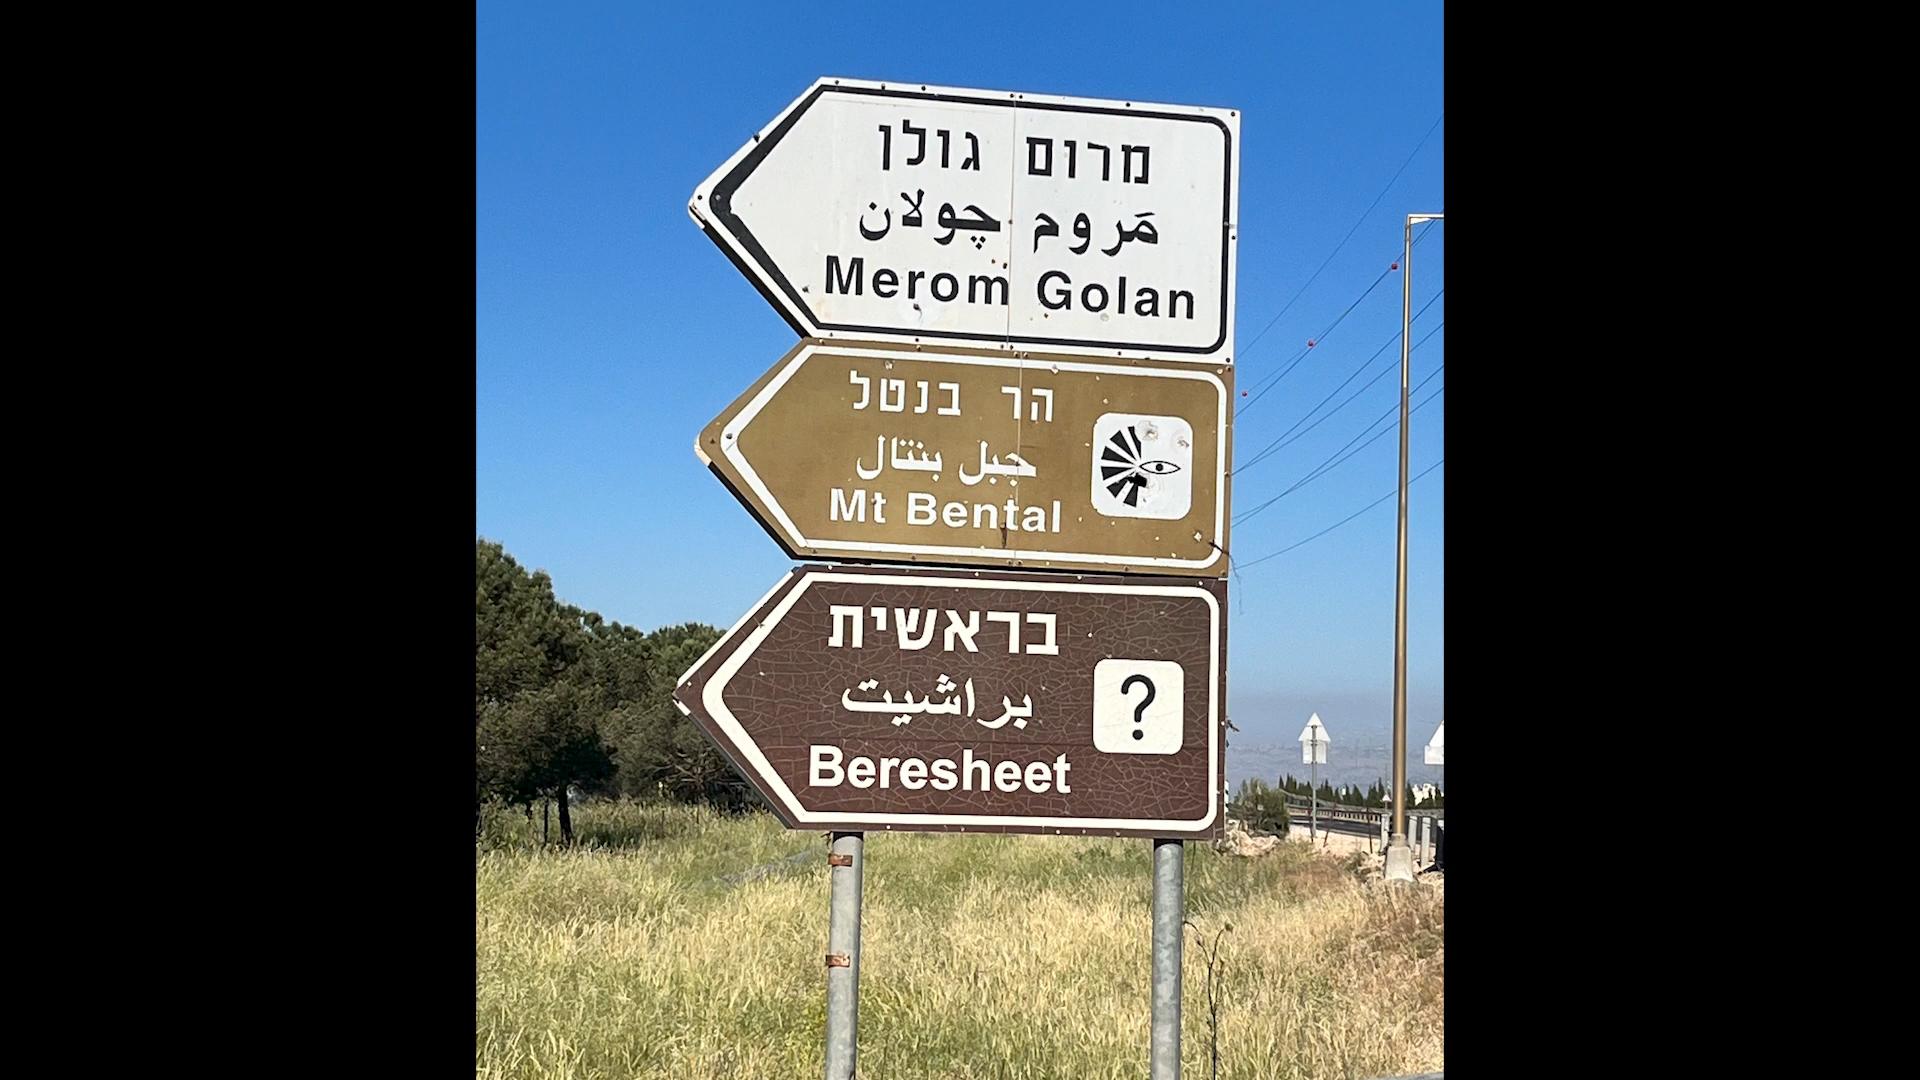 מרום גולן
مَروم چولان
Merom Golan
הר בנטל
جبل بنتال
Mt Bental
בראשית
براشيت
?
Beresheet